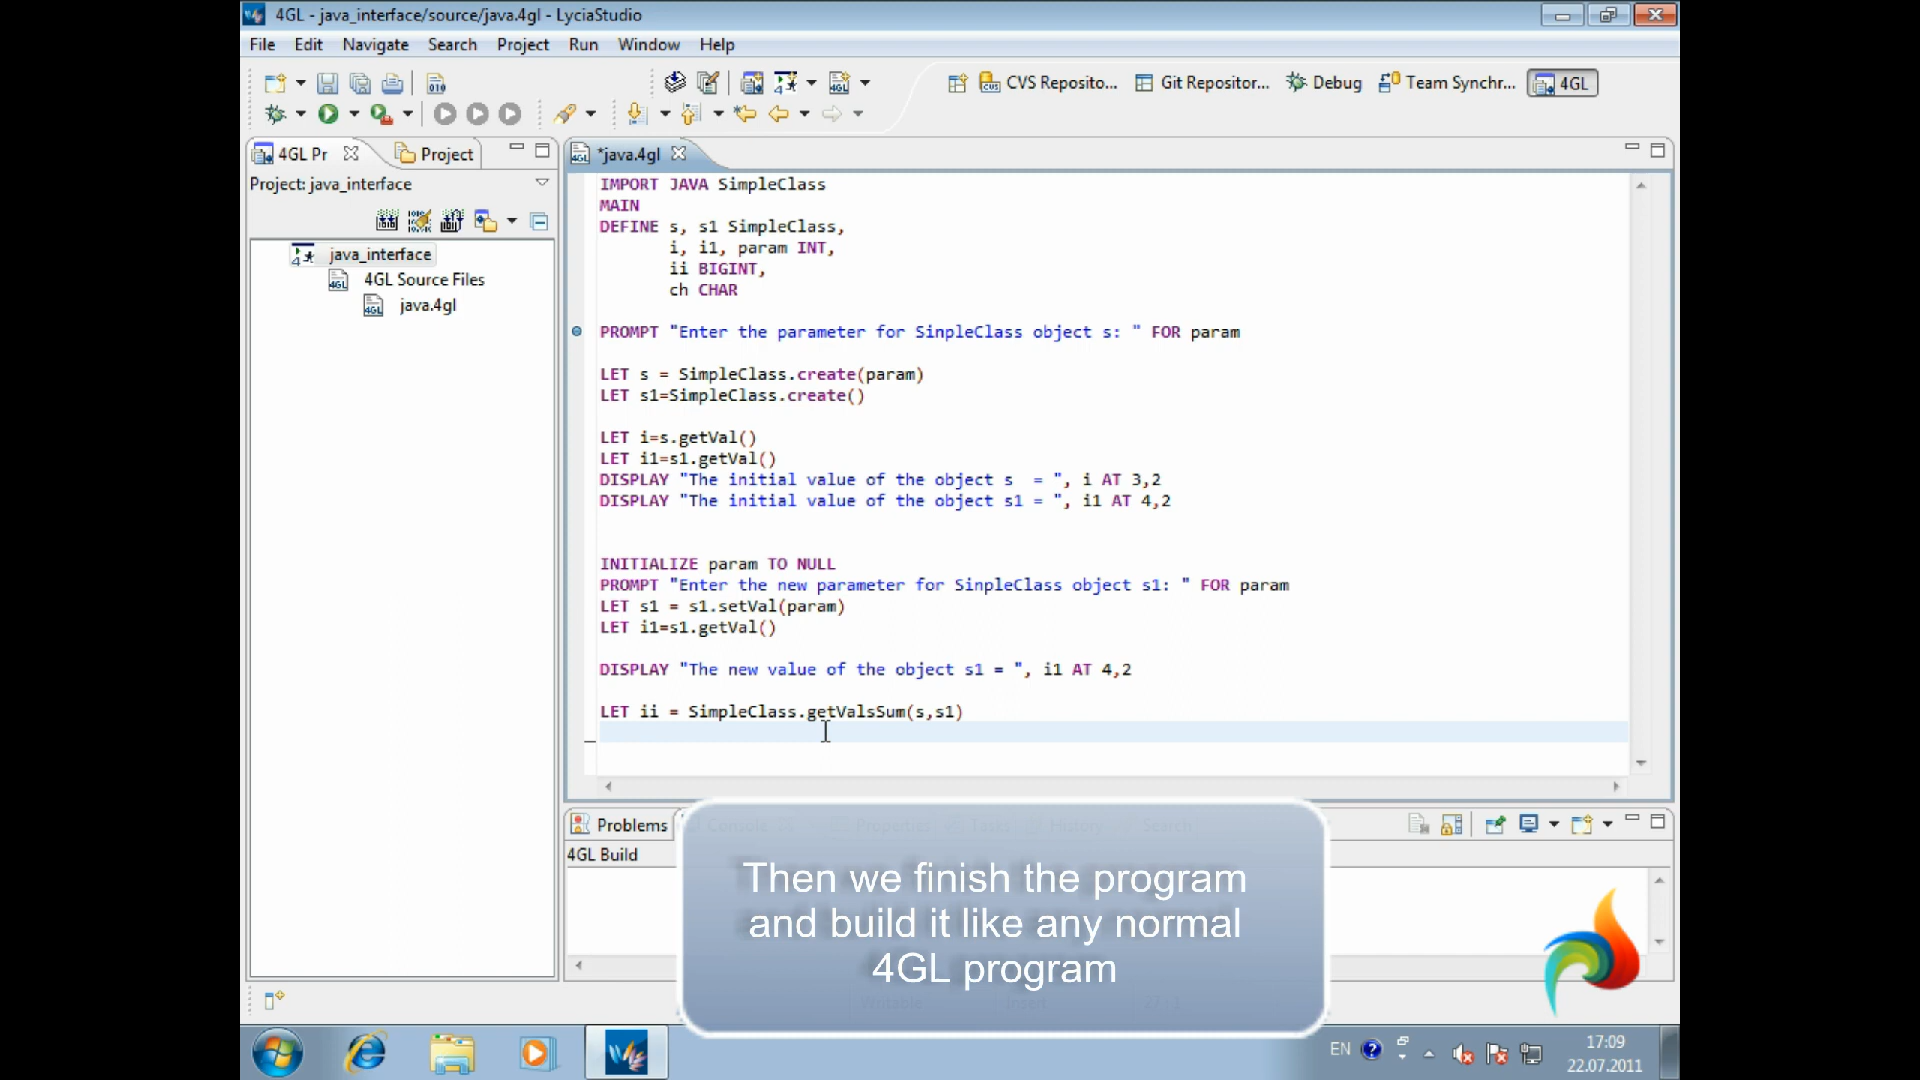 4GL - java_interface/source/java.4gl - LyciaStudio
File Edit Navigate Search Project Run Window Help
CVS Reposito... Git Repositor... Debug Team Synchr... 4GL
4GL Pr Project
*java.4gl
Project: java_interface
java_interface
4GL Source Files
java.4gl
IMPORT JAVA SimpleClass
MAIN
DEFINE s, s1 SimpleClass,
i, i1, param INT,
ii BIGINT,
ch CHAR
PROMPT "Enter the parameter for SinpleClass object s: " FOR param
LET s = SimpleClass.create(param)
LET s1=SimpleClass.create()
LET i=s.getVal()
LET i1=s1.getVal()
DISPLAY "The initial value of the object s  = ", i AT 3,2
DISPLAY "The initial value of the object s1 = ", i1 AT 4,2
INITIALIZE param TO NULL
PROMPT "Enter the new parameter for SinpleClass object s1: " FOR param
LET s1 = s1.setVal(param)
LET i1=s1.getVal()
DISPLAY "The new value of the object s1 = ", i1 AT 4,2
LET ii = SimpleClass.getValsSum(s,s1)
Problems Console Properties Tasks History Search
4GL Build
Then we finish the program
and build it like any normal
4GL program
Writable Insert
EN
17:09
22.07.2011